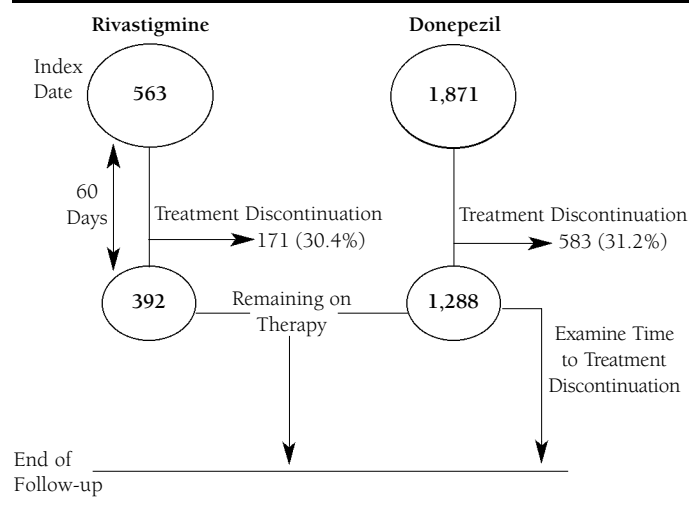 Rivastigmine
Donepezil
Index
Date
563
1,871
60
Days
Treatment Discontinuation
171 (30.4%)
Treatment Discontinuation
583 (31.2%)
392
Remaining on
Therapy
1,288
Examine Time
to Treatment
Discontinuation
End of
Follow-up